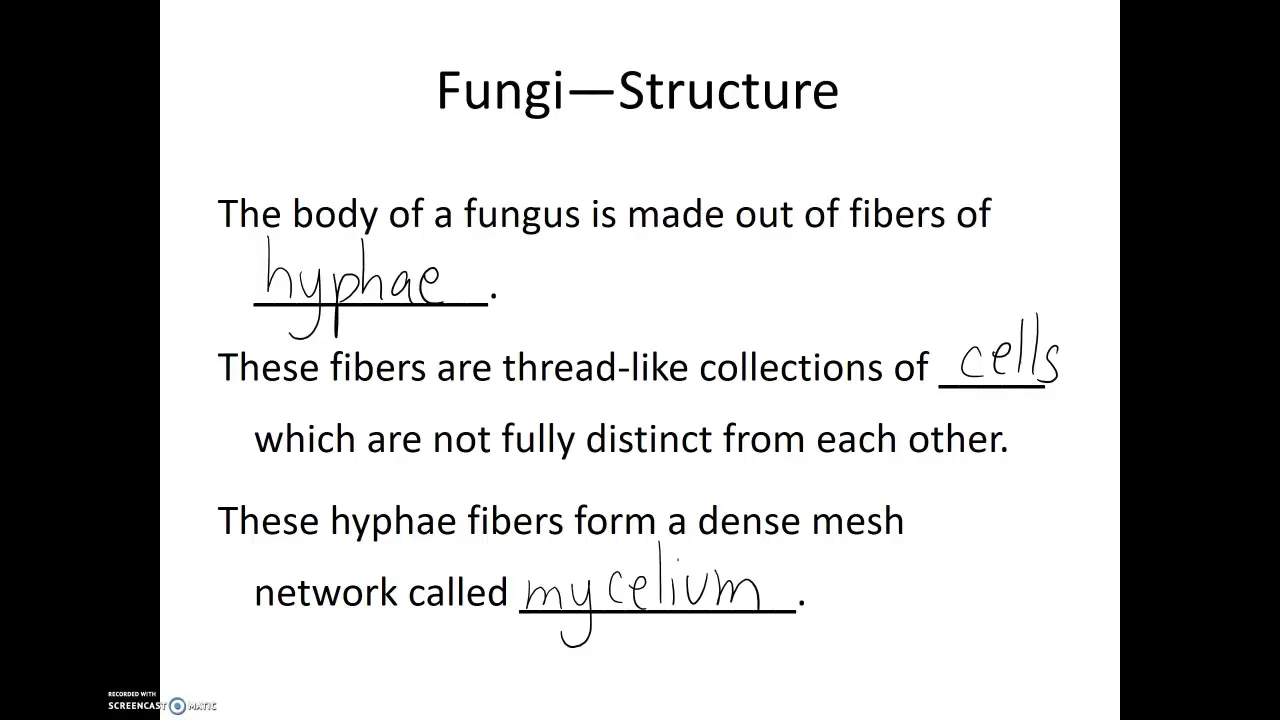 Fungi—Structure
The body of a fungus is made out of fibers of
hyphae.
These fibers are thread-like collections of cells
which are not fully distinct from each other.
These hyphae fibers form a dense mesh
network called mycelium.
RECORDED WITH
SCREENCAST MATIC